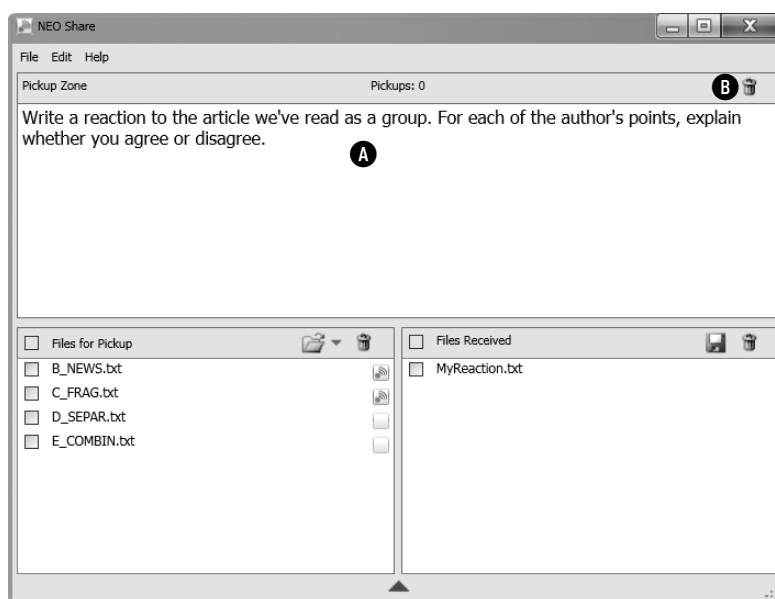 NEO Share
File Edit Help
Pickup Zone Pickups: 0 B
Write a reaction to the article we've read as a group. For each of the author's points, explain
whether you agree or disagree.
A
Files for Pickup
B_NEWS.txt
C_FRAG.txt
D_SEPAR.txt
E_COMBIN.txt
Files Received
MyReaction.txt